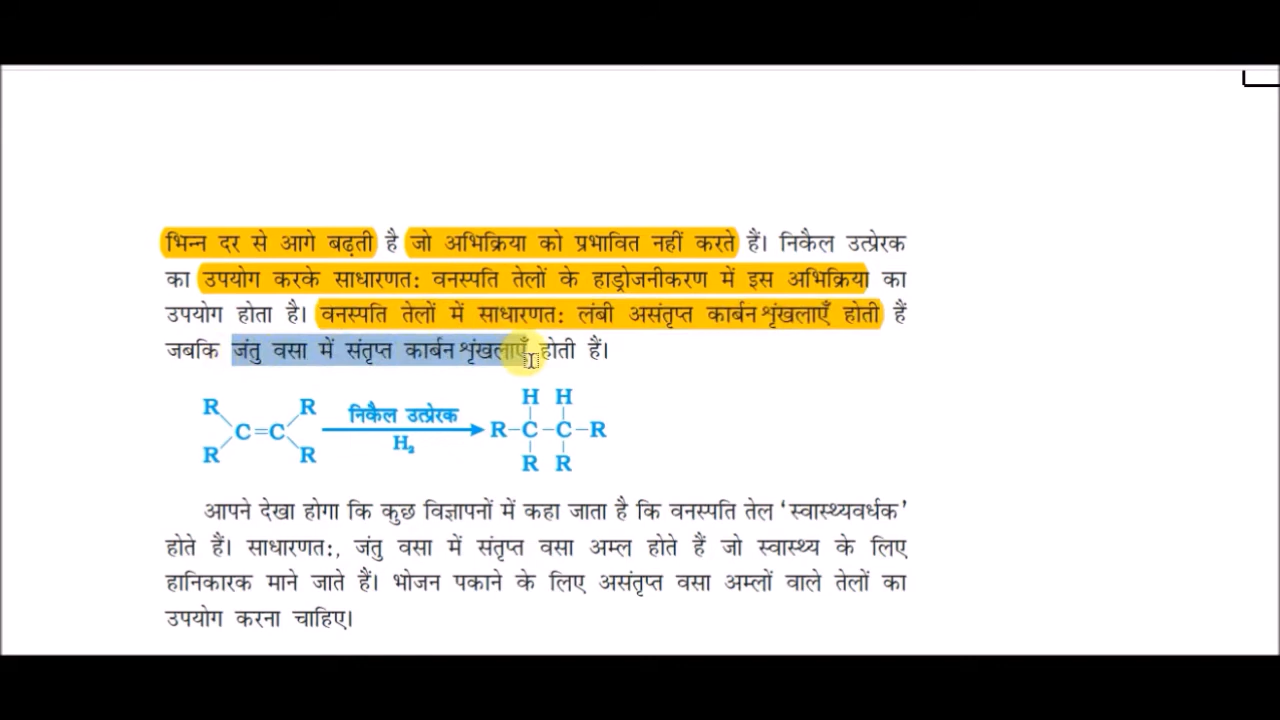 भिन्न दर से आगे बढ़ती है जो अभिक्रिया को प्रभावित नहीं करते हैं। निकैल उत्प्रेरक
का उपयोग करके साधारणतः वनस्पति तेलों के हाड्रोजनीकरण में इस अभिक्रिया का
उपयोग होता है। वनस्पति तेलों में साधारणतः लंबी असंतृप्त कार्बन शृंखलाएँ होती हैं
जबकि जंतु वसा में संतृप्त कार्बन शृंखलाएँ होती हैं।
H H
R R निकैल उत्प्रेरक
C=C R–C–C–R
R R H₂
R R
आपने देखा होगा कि कुछ विज्ञापनों में कहा जाता है कि वनस्पति तेल ‘स्वास्थ्यवर्धक’
होते हैं। साधारणतः, जंतु वसा में संतृप्त वसा अम्ल होते हैं जो स्वास्थ्य के लिए
हानिकारक माने जाते हैं। भोजन पकाने के लिए असंतृप्त वसा अम्लों वाले तेलों का
उपयोग करना चाहिए।